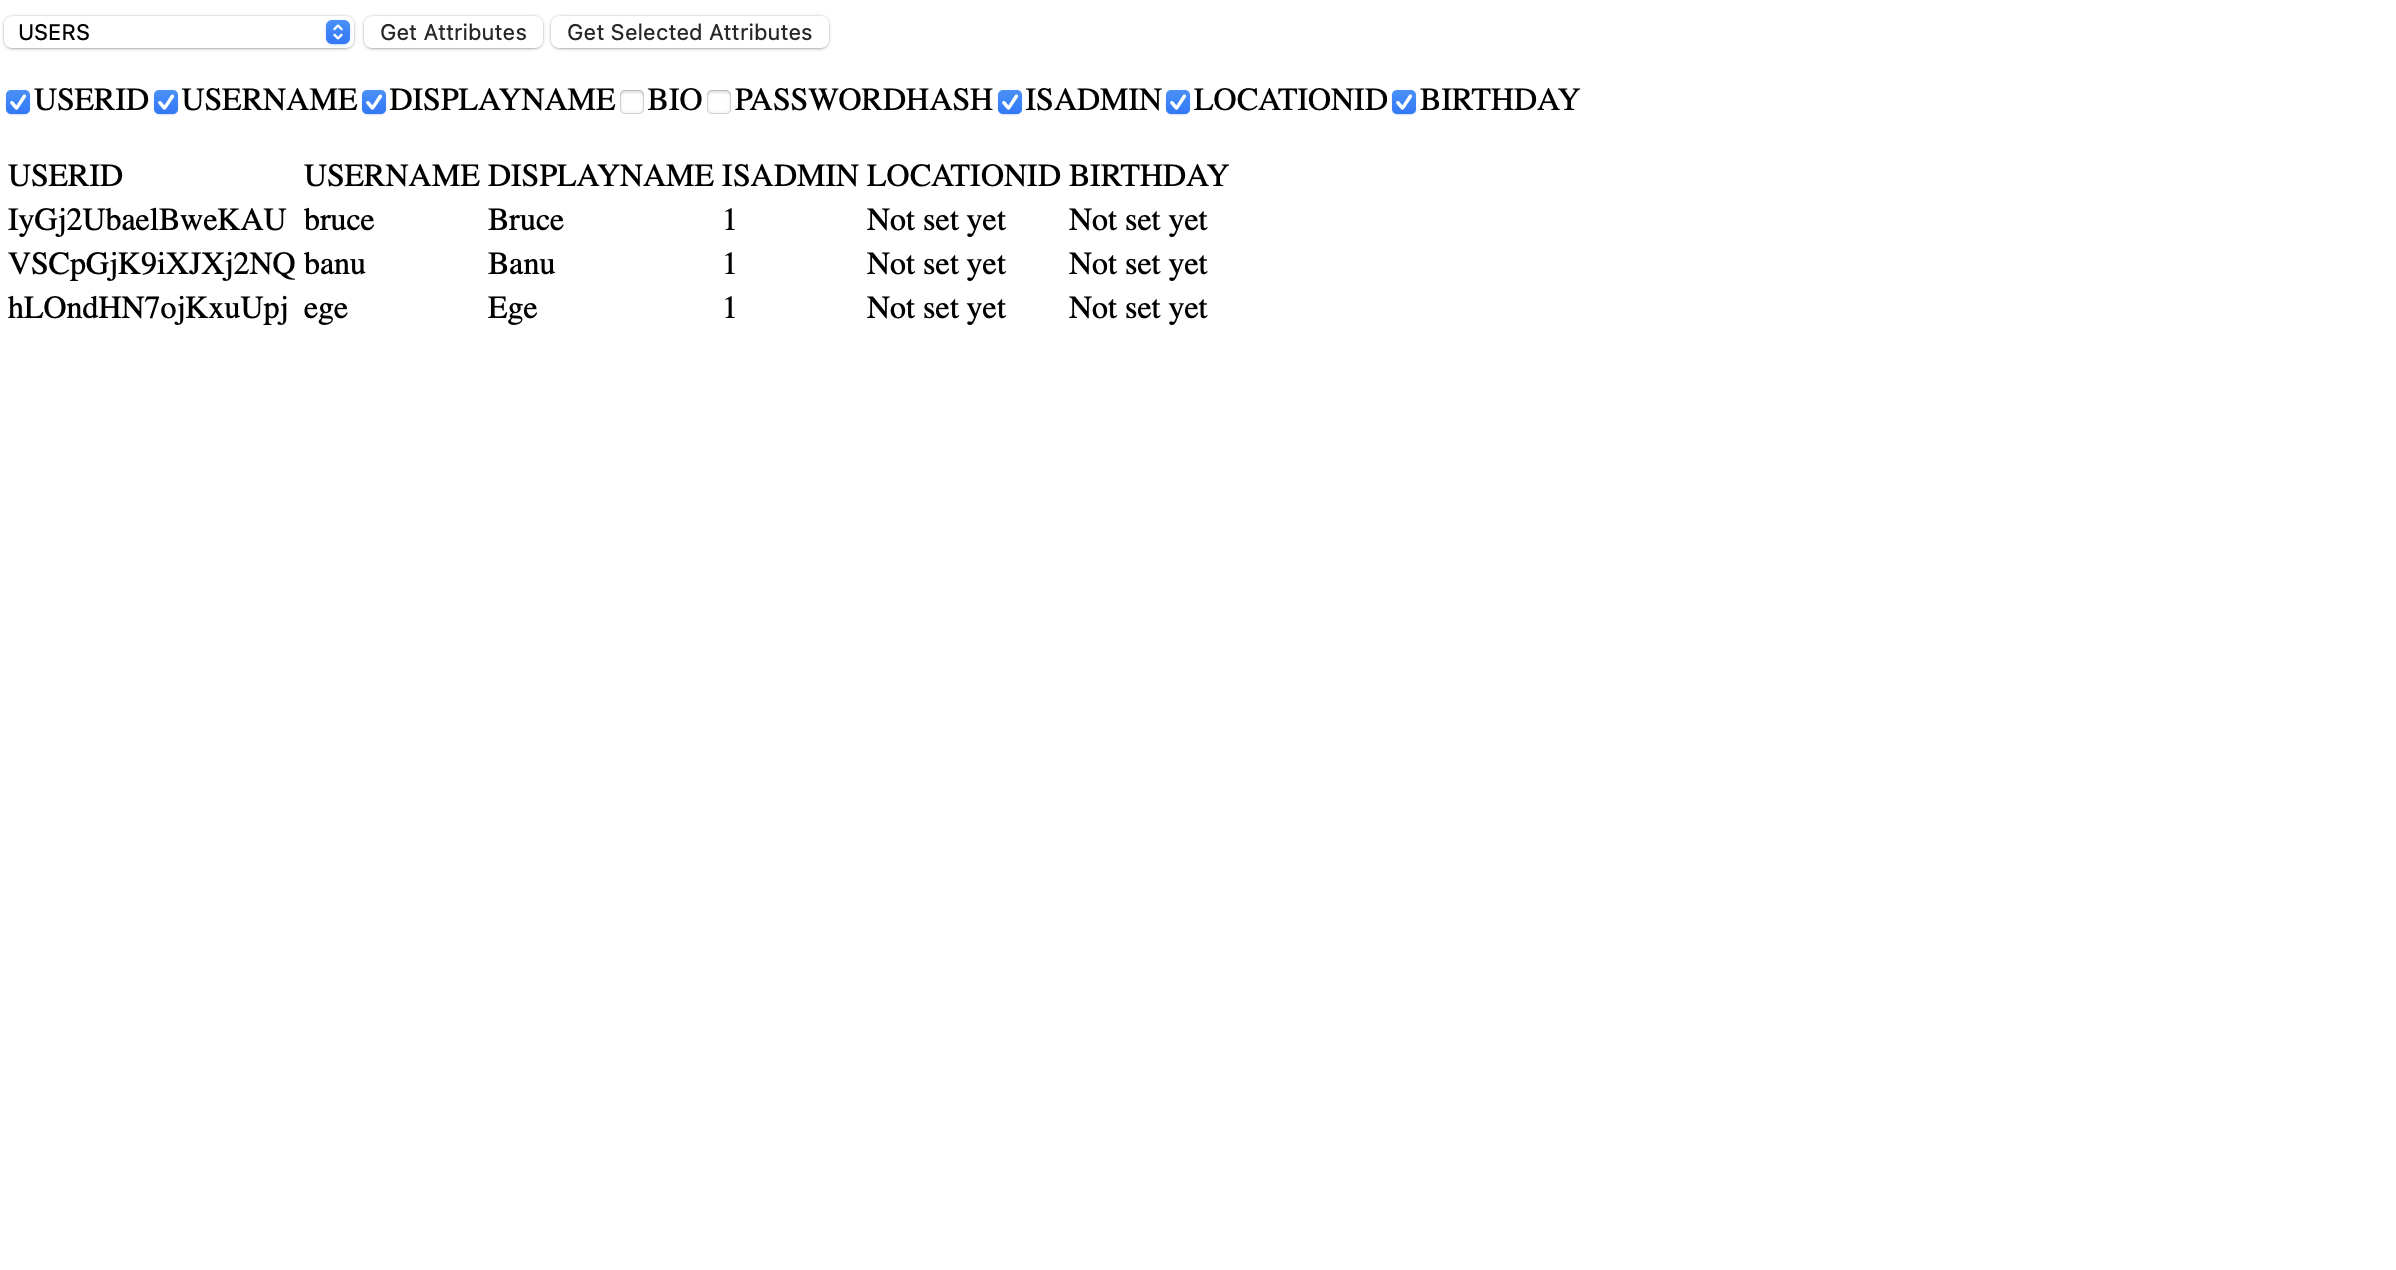 USERS Get Attributes Get Selected Attributes
USERID USERNAME DISPLAYNAME BIO PASSWORDHASH ISADMIN LOCATIONID BIRTHDAY
USERID USERNAME DISPLAYNAME ISADMIN LOCATIONID BIRTHDAY
IyGj2UbaelBweKAU bruce Bruce 1 Not set yet Not set yet
VSCpGjK9iXJXj2NQ banu Banu 1 Not set yet Not set yet
hLOndHN7ojKxuUpj ege Ege 1 Not set yet Not set yet